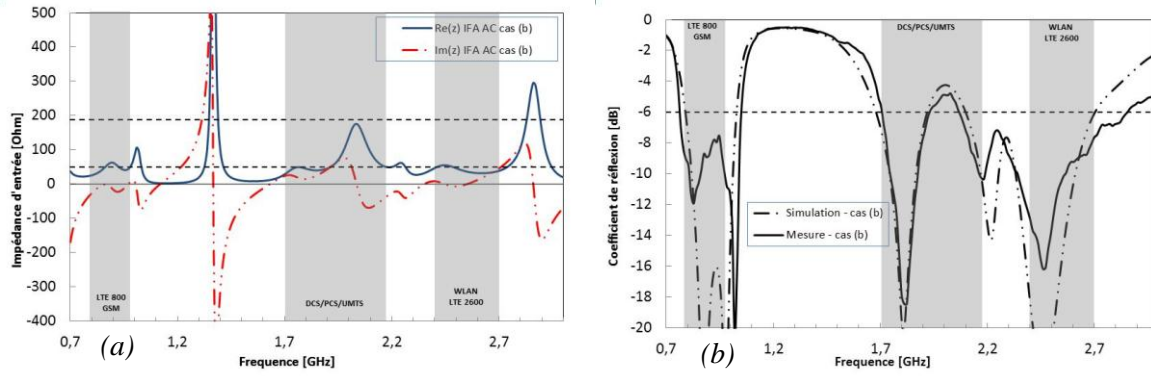 500
400
300
200
100
0
-100
-200
-300
-400
0,7
1,2
1,7
2,2
2,7
Impédance d'entrée [Ohm]
Frequence [GHz]
Re(z) IFA AC cas (b)
Im(z) IFA AC cas (b)
LTE 800
GSM
DCS/PCS/UMTS
WLAN
LTE 2600
(a)
0
-2
-4
-6
-8
-10
-12
-14
-16
-18
-20
0,7
1,2
1,7
2,2
2,7
Coefficient de réflexion [dB]
Frequence [GHz]
LTE 800
GSM
DCS/PCS/UMTS
WLAN
LTE 2600
Simulation - cas (b)
Mesure - cas (b)
(b)